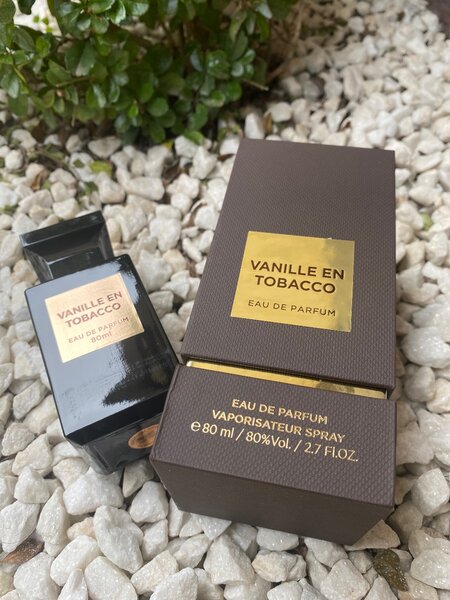 VANILLE EN
TOBACCO
EAU DE PARFUM
80ml
VANILLE EN
TOBACCO
EAU DE PARFUM
EAU DE PARFUM
VAPORISATEUR SPRAY
℮ 80 ml / 80%Vol. / 2.7 Fl.OZ.